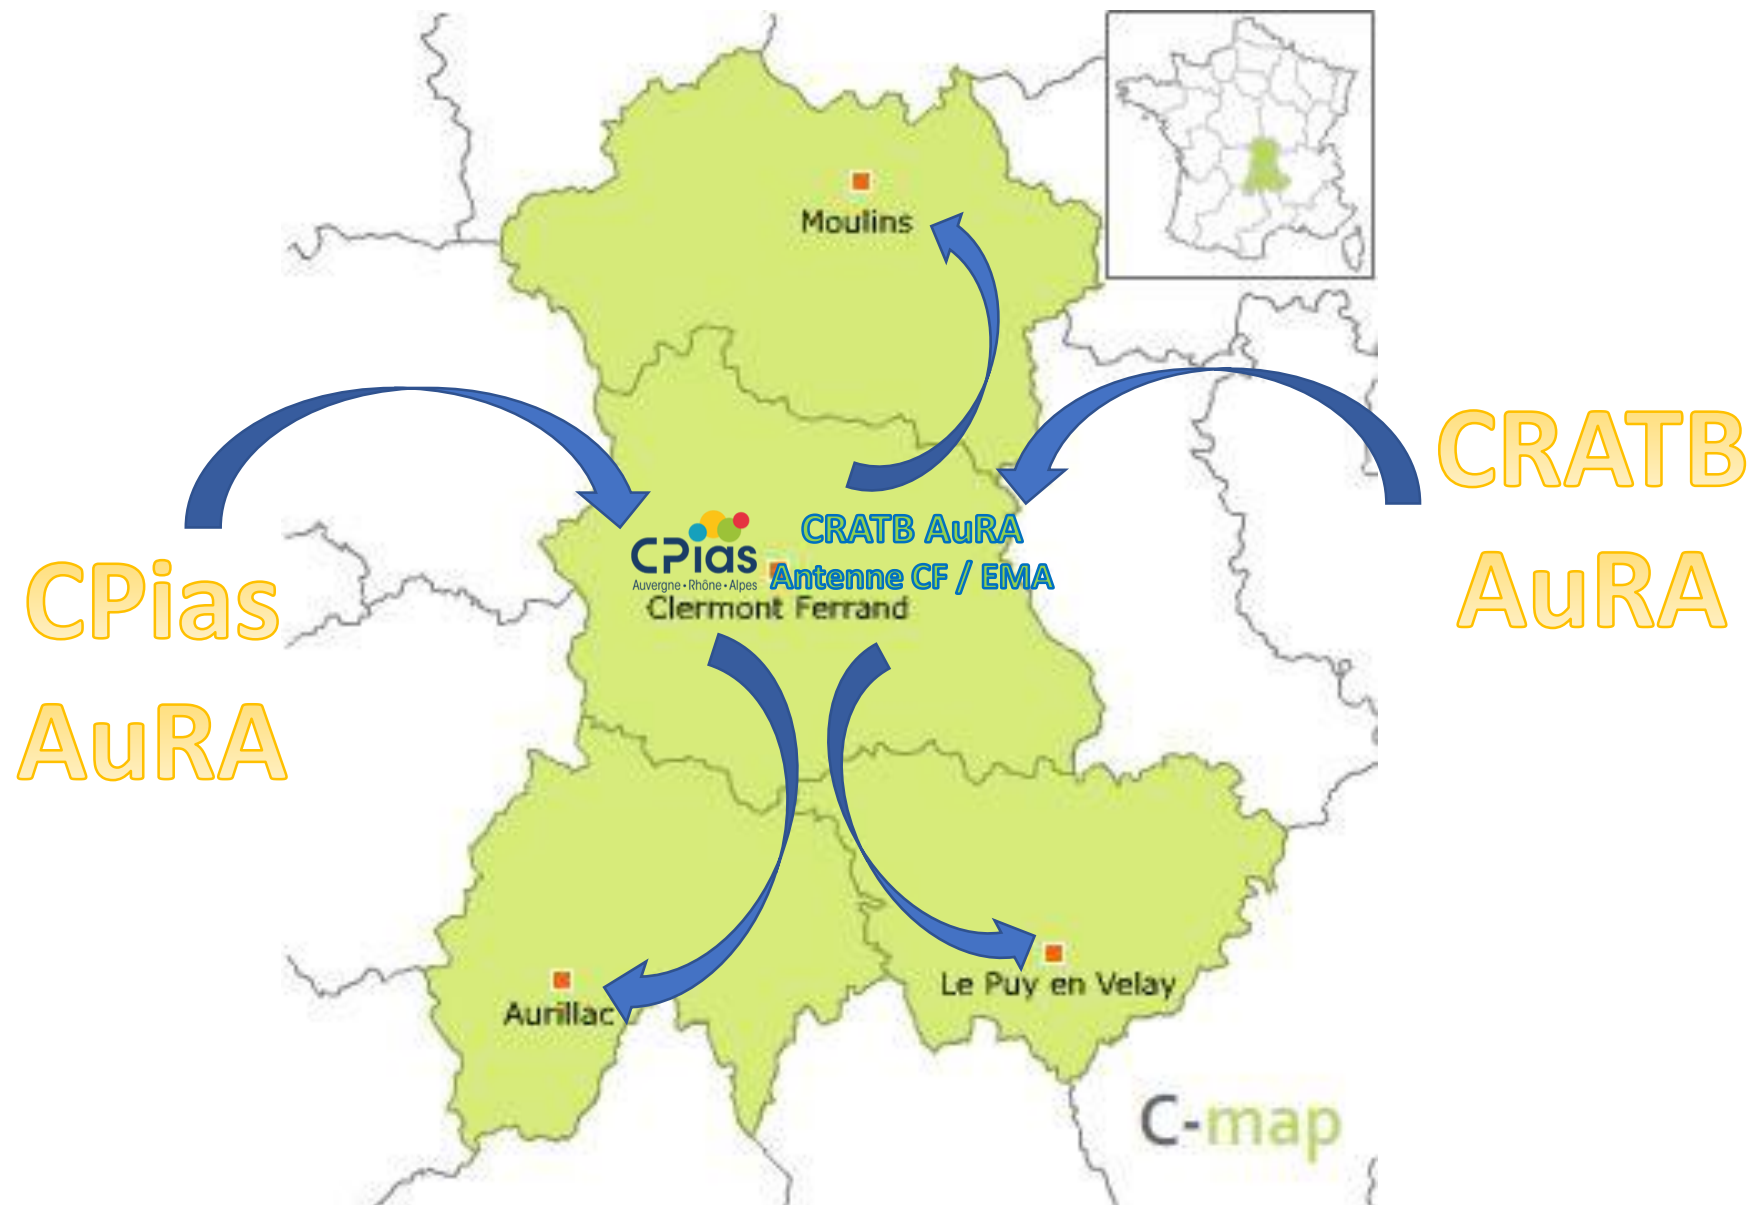 Moulins
CPias
AuRA
CRATB
AuRA
CPias
Auvergne • Rhône • Alpes
CRATB AuRA
Antenne CF / EMA
Clermont Ferrand
Aurillac
Le Puy en Velay
C-map